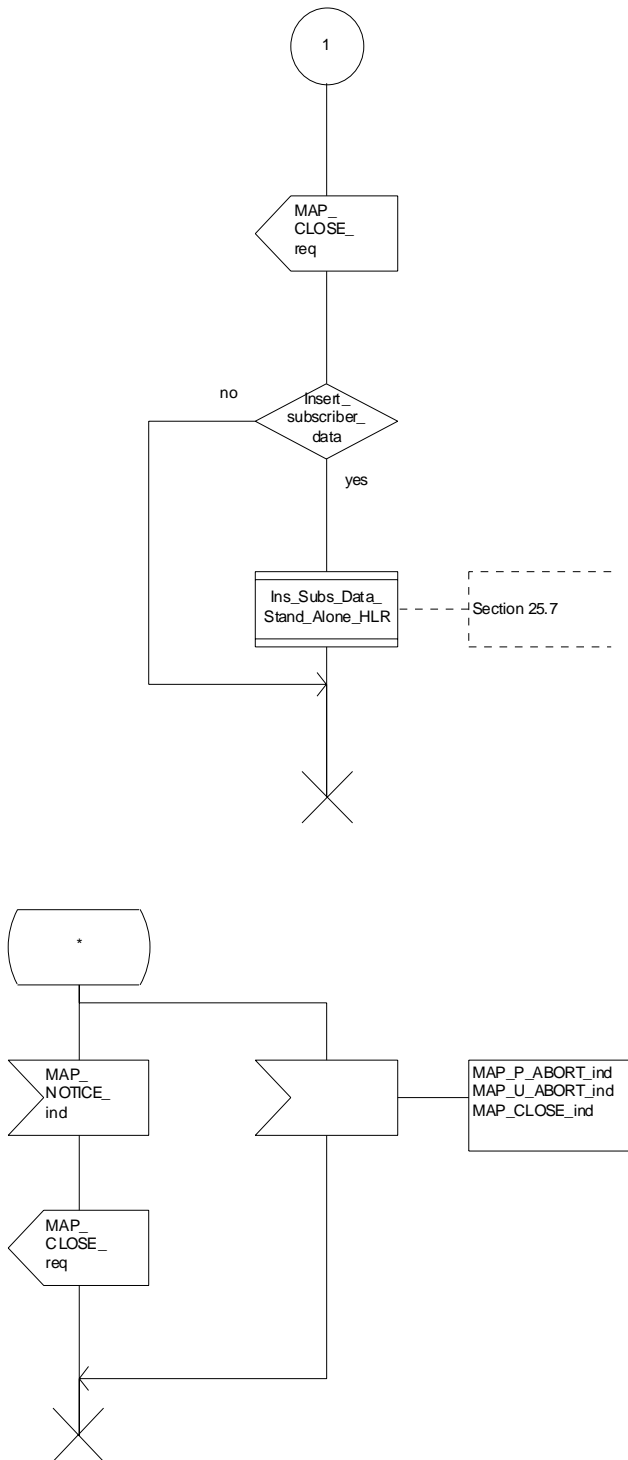 1
MAP_
CLOSE_
req
no
Insert_
subscriber_
data
yes
Ins_Subs_Data_
Stand_Alone_HLR
Section 25.7
*
MAP_
NOTICE_
ind
MAP_P_ABORT_ind
MAP_U_ABORT_ind
MAP_CLOSE_ind
MAP_
CLOSE_
req